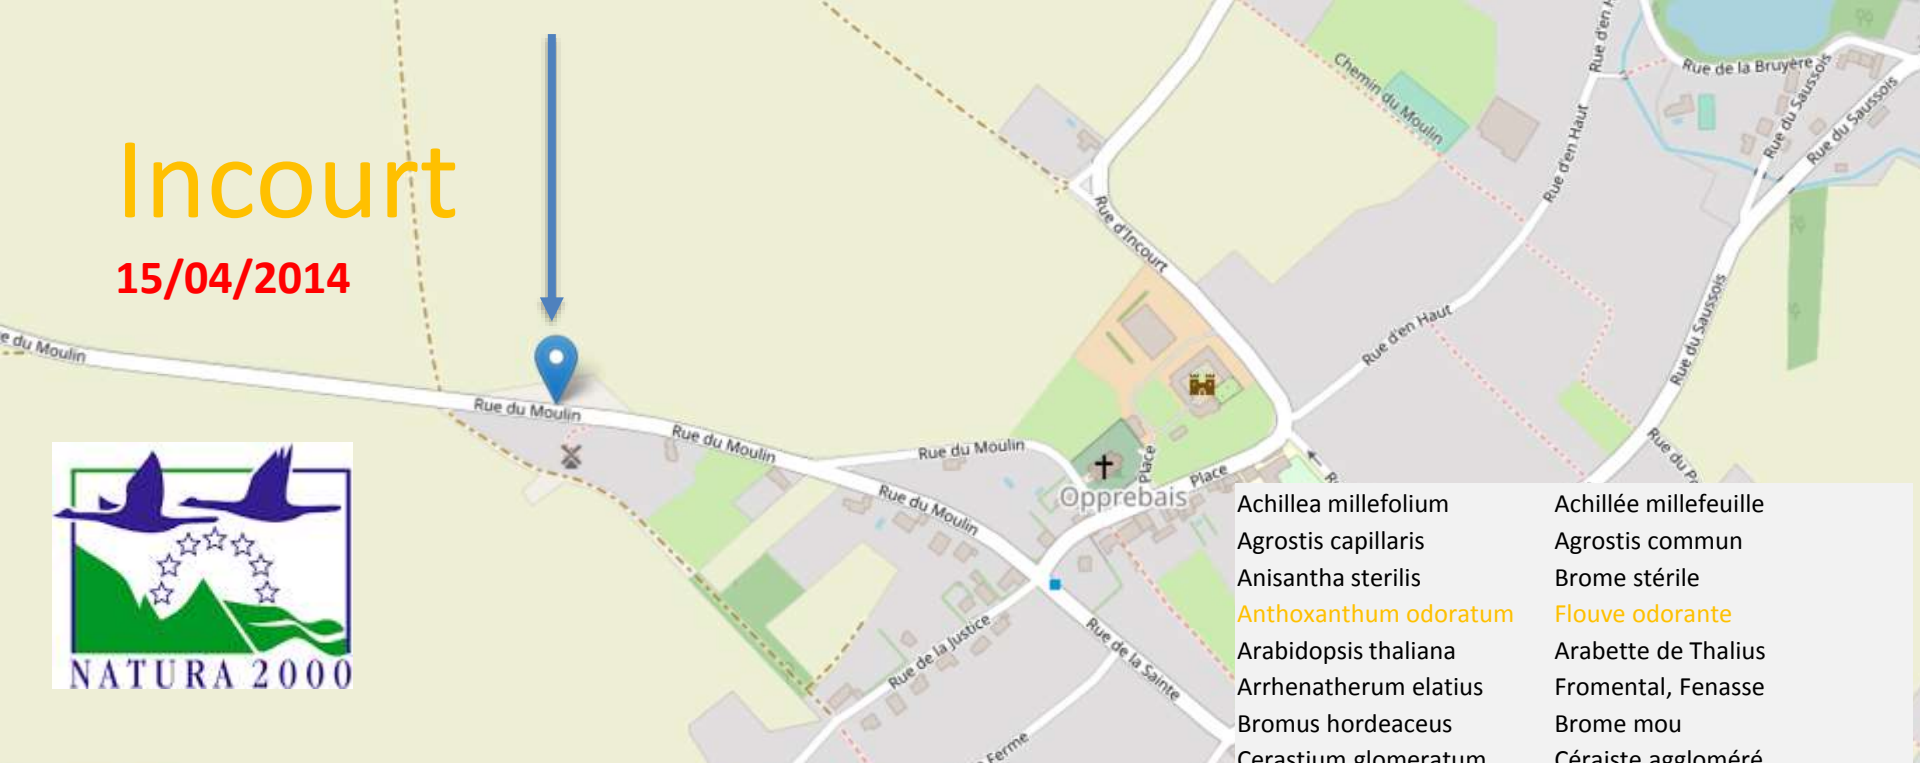 Incourt
15/04/2014
e du Moulin
Rue du Moulin
Rue du Moulin
Rue du Moulin
Rue du Moulin
Rue d'Incourt
Chemin du Moulin
Rue d'en Haut
Rue d'en Haut
Rue d'en H
Rue de la Bruyère
Rue du Saussois
Rue du Saussois
Rue du Saussois
Rue du P
Place
Place
Opprebais
Rue de la Justice
Rue de la Sainte
Ferme
NATURA 2000
Achillea millefolium Achillée millefeuille
Agrostis capillaris Agrostis commun
Anisantha sterilis Brome stérile
Anthoxanthum odoratum Flouve odorante
Arabidopsis thaliana Arabette de Thalius
Arrhenatherum elatius Fromental, Fenasse
Bromus hordeaceus Brome mou
Cerastium glomeratum Céraiste aggloméré